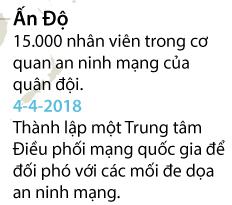 Ấn Độ
15.000 nhân viên trong cơ
quan an ninh mạng của
quân đội.
4-4-2018
Thành lập một Trung tâm
Điều phối mạng quốc gia để
đối phó với các mối đe dọa
an ninh mạng.